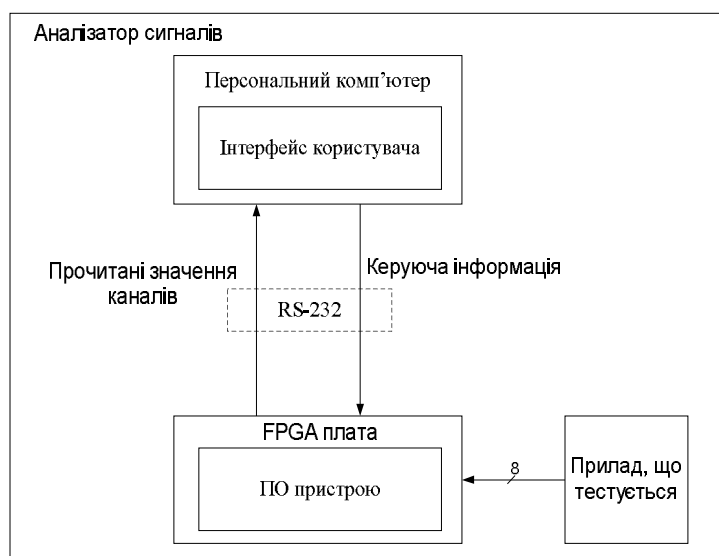 Аналізатор сигналів
Персональний комп’ютер
Інтерфейс користувача
Прочитані значення
каналів
Керуюча інформація
RS-232
FPGA плата
ПО пристрою
8
Прилад, що
тестується